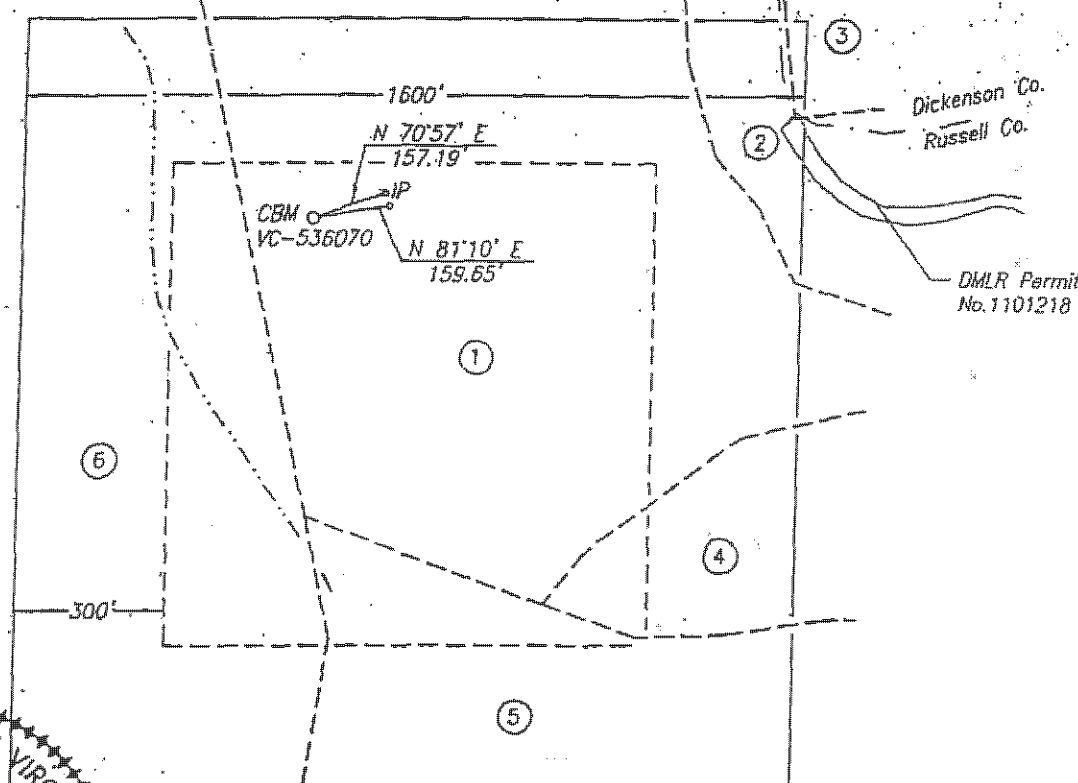 3
1600'
Dickenson Co.
Russell Co.
N 70°57' E
157.19'
2
IP
CBM
VC-536070
N 81°10' E
159.65'
DMLR Permit
No.1101218
1
6
4
300'
5